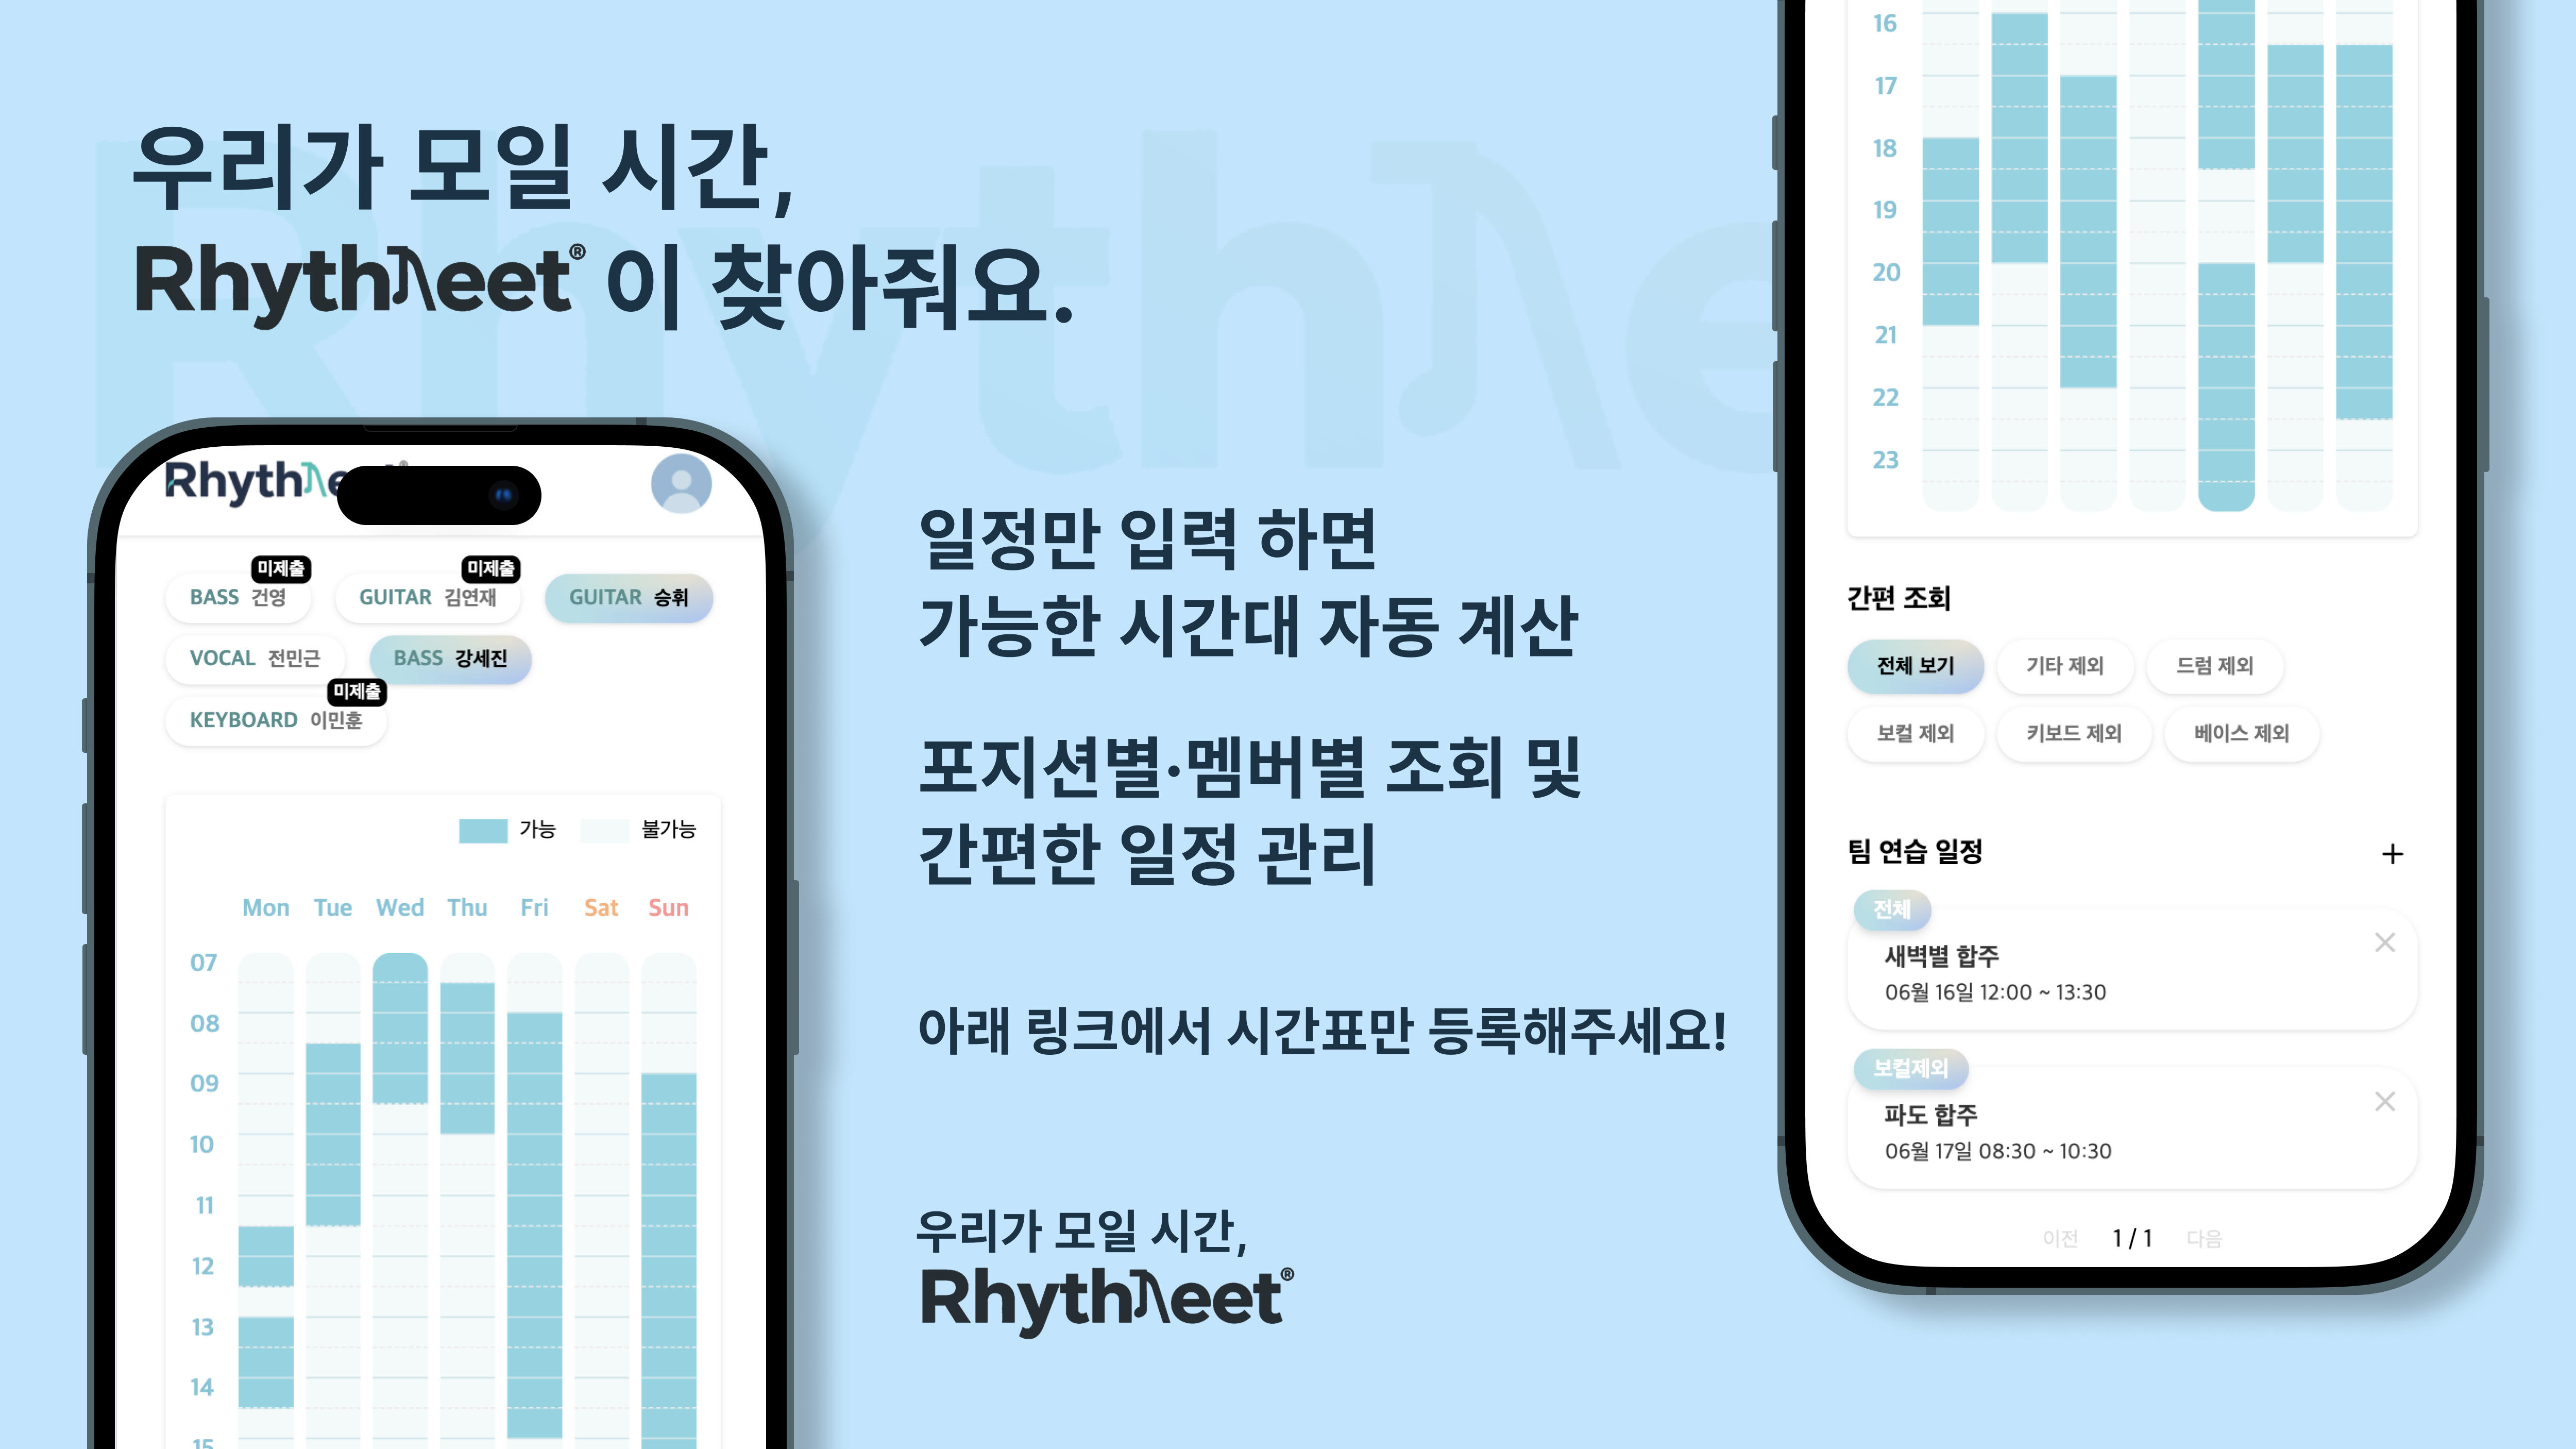 우리가 모일 시간,
Rhythmeet® 이 찾아줘요.
Rhythme
미제출
미제출
BASS 건영
GUITAR 김연재
GUITAR 승휘
VOCAL 전민근
BASS 강세진
미제출
KEYBOARD 이민훈
가능
불가능
Mon Tue Wed Thu Fri Sat Sun
07
08
09
10
11
12
13
14
15
일정만 입력 하면
가능한 시간대 자동 계산
포지션별·멤버별 조회 및
간편한 일정 관리
아래 링크에서 시간표만 등록해주세요!
우리가 모일 시간,
Rhythmeet®
16
17
18
19
20
21
22
23
간편 조회
전체 보기
기타 제외
드럼 제외
보컬 제외
키보드 제외
베이스 제외
팀 연습 일정 +
전체
새벽별 합주
06월 16일 12:00 ~ 13:30
보컬제외
파도 합주
06월 17일 08:30 ~ 10:30
이전 1 / 1 다음